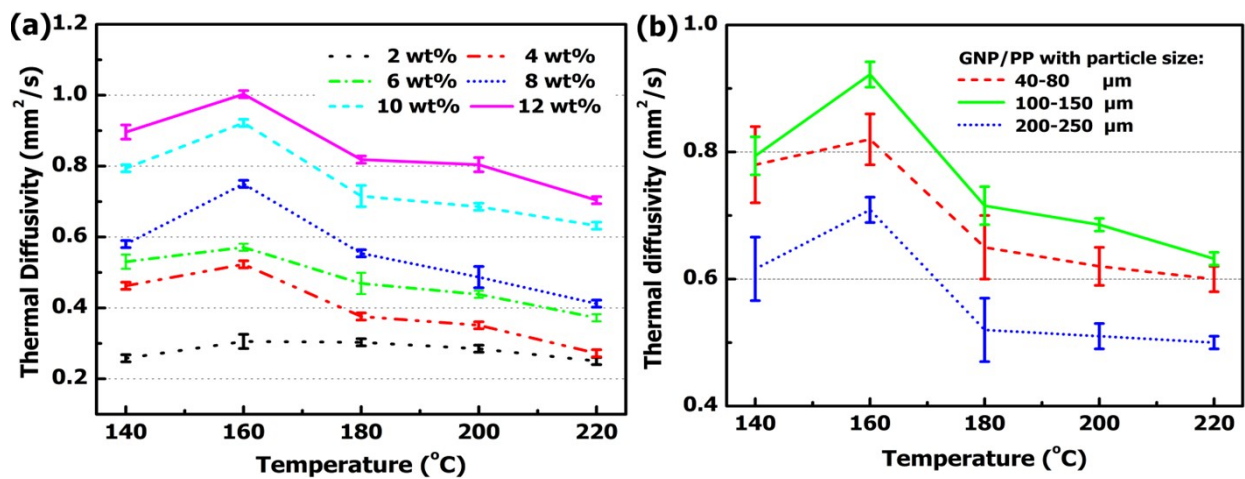 (a)
1.2
1.0
0.8
0.6
0.4
0.2
Thermal Diffusivity (mm²/s)
2 wt% 4 wt%
6 wt% 8 wt%
10 wt% 12 wt%
140 160 180 200 220
Temperature (°C)
(b)
1.0
0.8
0.6
0.4
Thermal diffusivity (mm²/s)
GNP/PP with particle size:
40-80 µm
100-150 µm
200-250 µm
140 160 180 200 220
Temperature (°C)